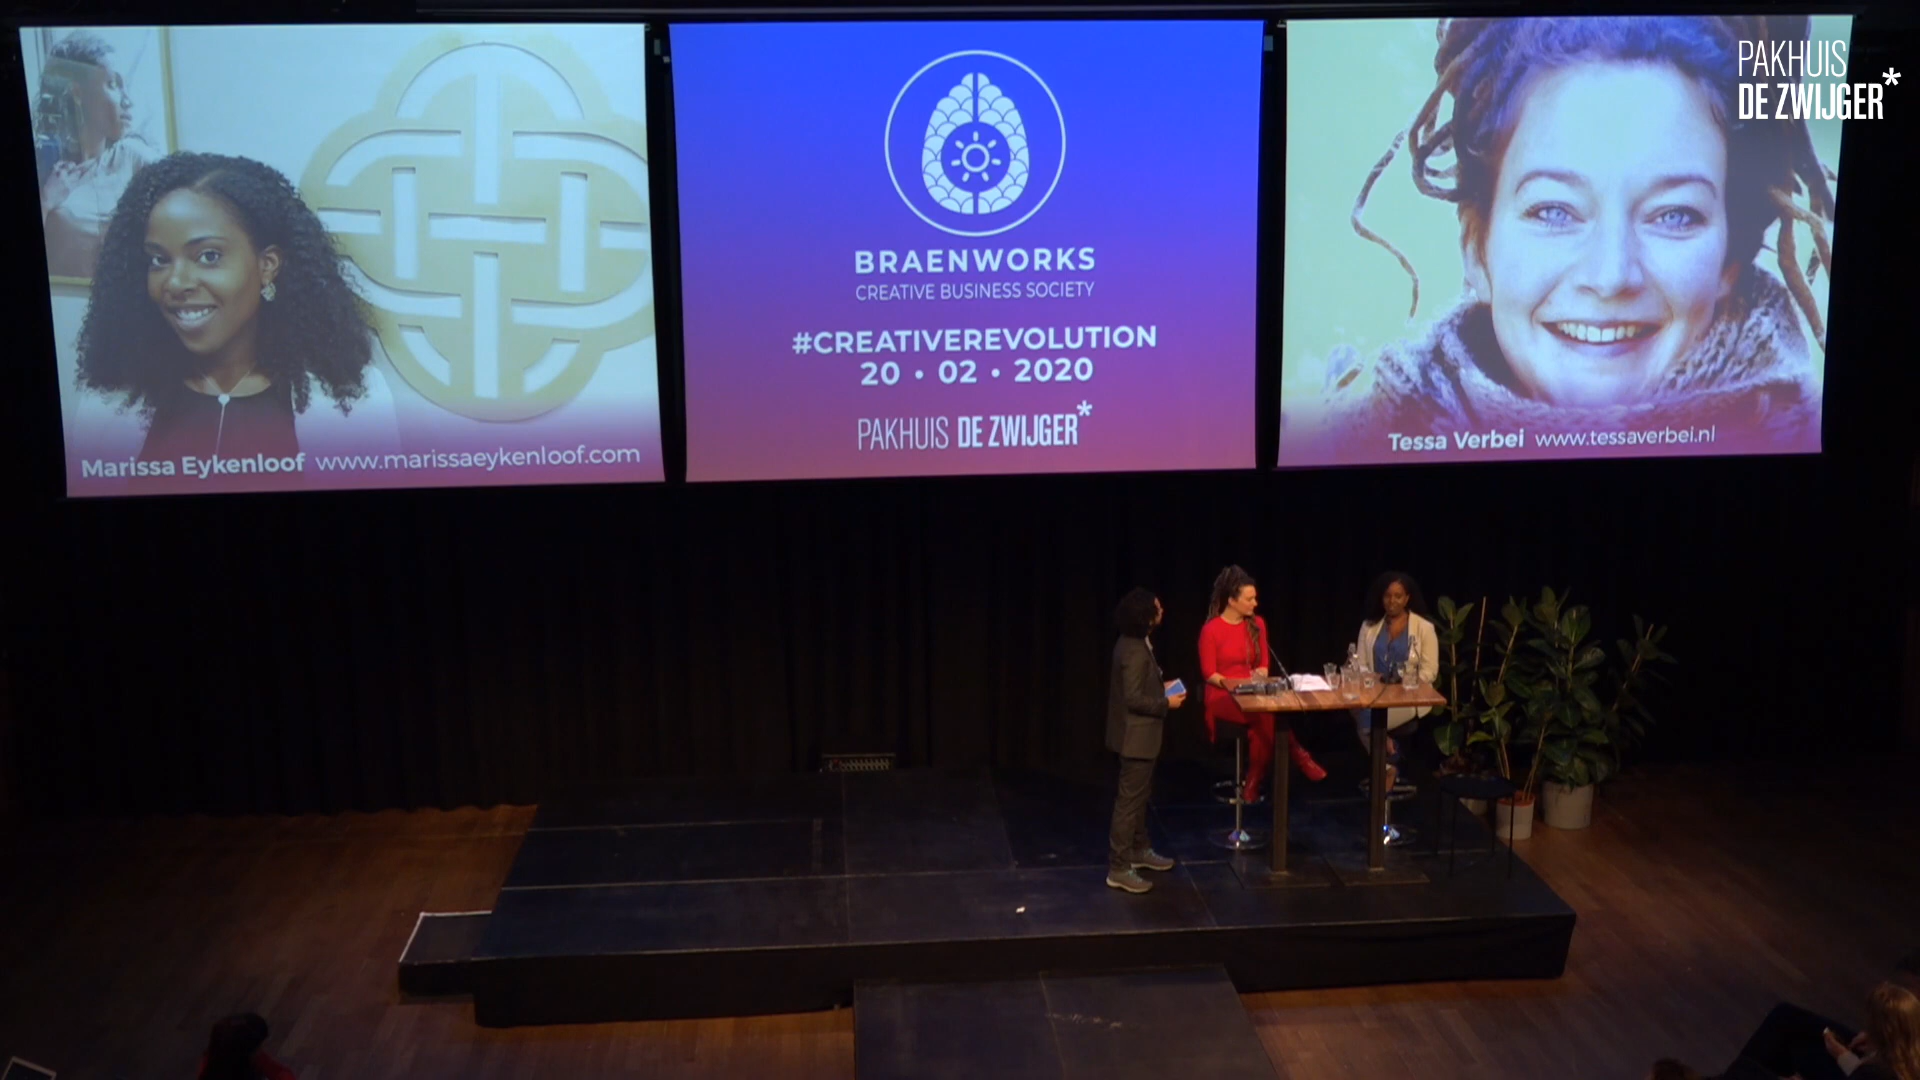 Marissa Eykenloof www.marissaeykenloof.com
BRAENWORKS
CREATIVE BUSINESS SOCIETY
#CREATIVEREVOLUTION
20 • 02 • 2020
PAKHUIS DE ZWIJGER*
Tessa Verbei www.tessaverbei.nl
PAKHUIS
DE ZWIJGER*